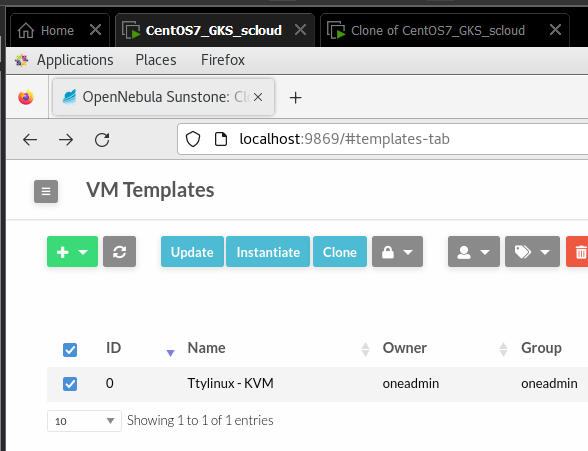 Home CentOS7_GKS_scloud Clone of CentOS7_GKS_scloud
Applications Places Firefox
OpenNebula Sunstone: Cl
localhost:9869/#templates-tab
VM Templates
Update Instantiate Clone
ID Name Owner Group
0 Ttylinux - KVM oneadmin oneadmin
10 Showing 1 to 1 of 1 entries